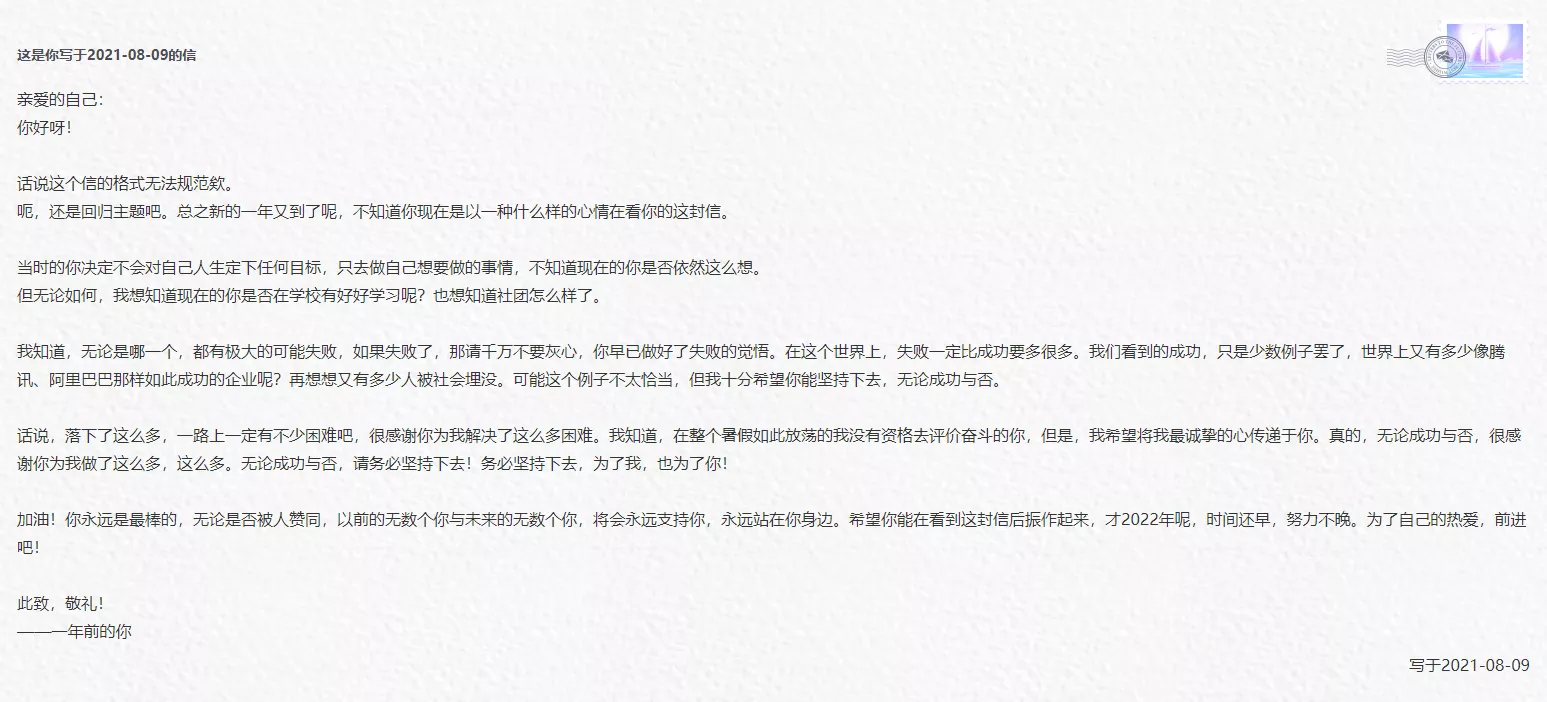 这是你写于2021-08-09的信
亲爱的自己：
你好呀！
话说这个信的格式无法规范欸。
呃，还是回归主题吧。总之新的一年又到了呢，不知道你现在是以一种什么样的心情在看你的这封信。
当时的你决定不会对自己人生定下任何目标，只去做自己想要做的事情，不知道现在的你是否依然这么想。
但无论如何，我想知道现在的你是否在学校有好好学习呢？也想知道社团怎么样了。
我知道，无论是哪一个，都有极大的可能失败，如果失败了，那请千万不要灰心，你早已做好了失败的觉悟。在这个世界上，失败一定比成功要多很多。我们看到的成功，只是少数例子罢了，世界上又有多少像腾
讯、阿里巴巴那样如此成功的企业呢？再想想又有多少人被社会埋没。可能这个例子不太恰当，但我十分希望你能坚持下去，无论成功与否。
话说，落下了这么多，一路上一定有不少困难吧，很感谢你为我解决了这么多困难。我知道，在整个暑假如此放荡的我没有资格去评价奋斗的你，但是，我希望将我最诚挚的心传递于你。真的，无论成功与否，很感
谢你为我做了这么多，这么多。无论成功与否，请务必坚持下去！务必坚持下去，为了我，也为了你！
加油！你永远是最棒的，无论是否被人赞同，以前的无数个你与未来的无数个你，将会永远支持你，永远站在你身边。希望你能在看到这封信后振作起来，才2022年呢，时间还早，努力不晚。为了自己的热爱，前进
吧！
此致，敬礼！
——一年前的你
写于2021-08-09